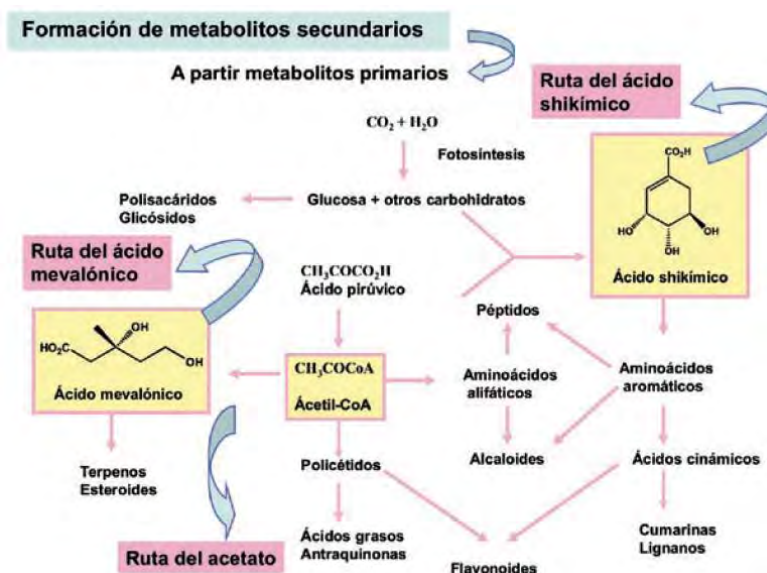 Formación de metabolitos secundarios
A partir metabolitos primarios
Ruta del ácido
shikímico
CO₂ + H₂O
Fotosíntesis
CO₂H
HO
OH
OH
Ácido shikímico
Polisacáridos
Glicósidos
Glucosa + otros carbohidratos
Ruta del ácido
mevalónico
CH₃COCO₂H
Ácido pirúvico
HO₂C
OH
OH
Ácido mevalónico
CH₃COCoA
Ácetil-CoA
Péptidos
Aminoácidos
alifáticos
Aminoácidos
aromáticos
Terpenos
Esteroides
Policétidos
Alcaloides
Ácidos cinámicos
Ruta del acetato
Ácidos grasos
Antraquinonas
Flavonoides
Cumarinas
Lignanos